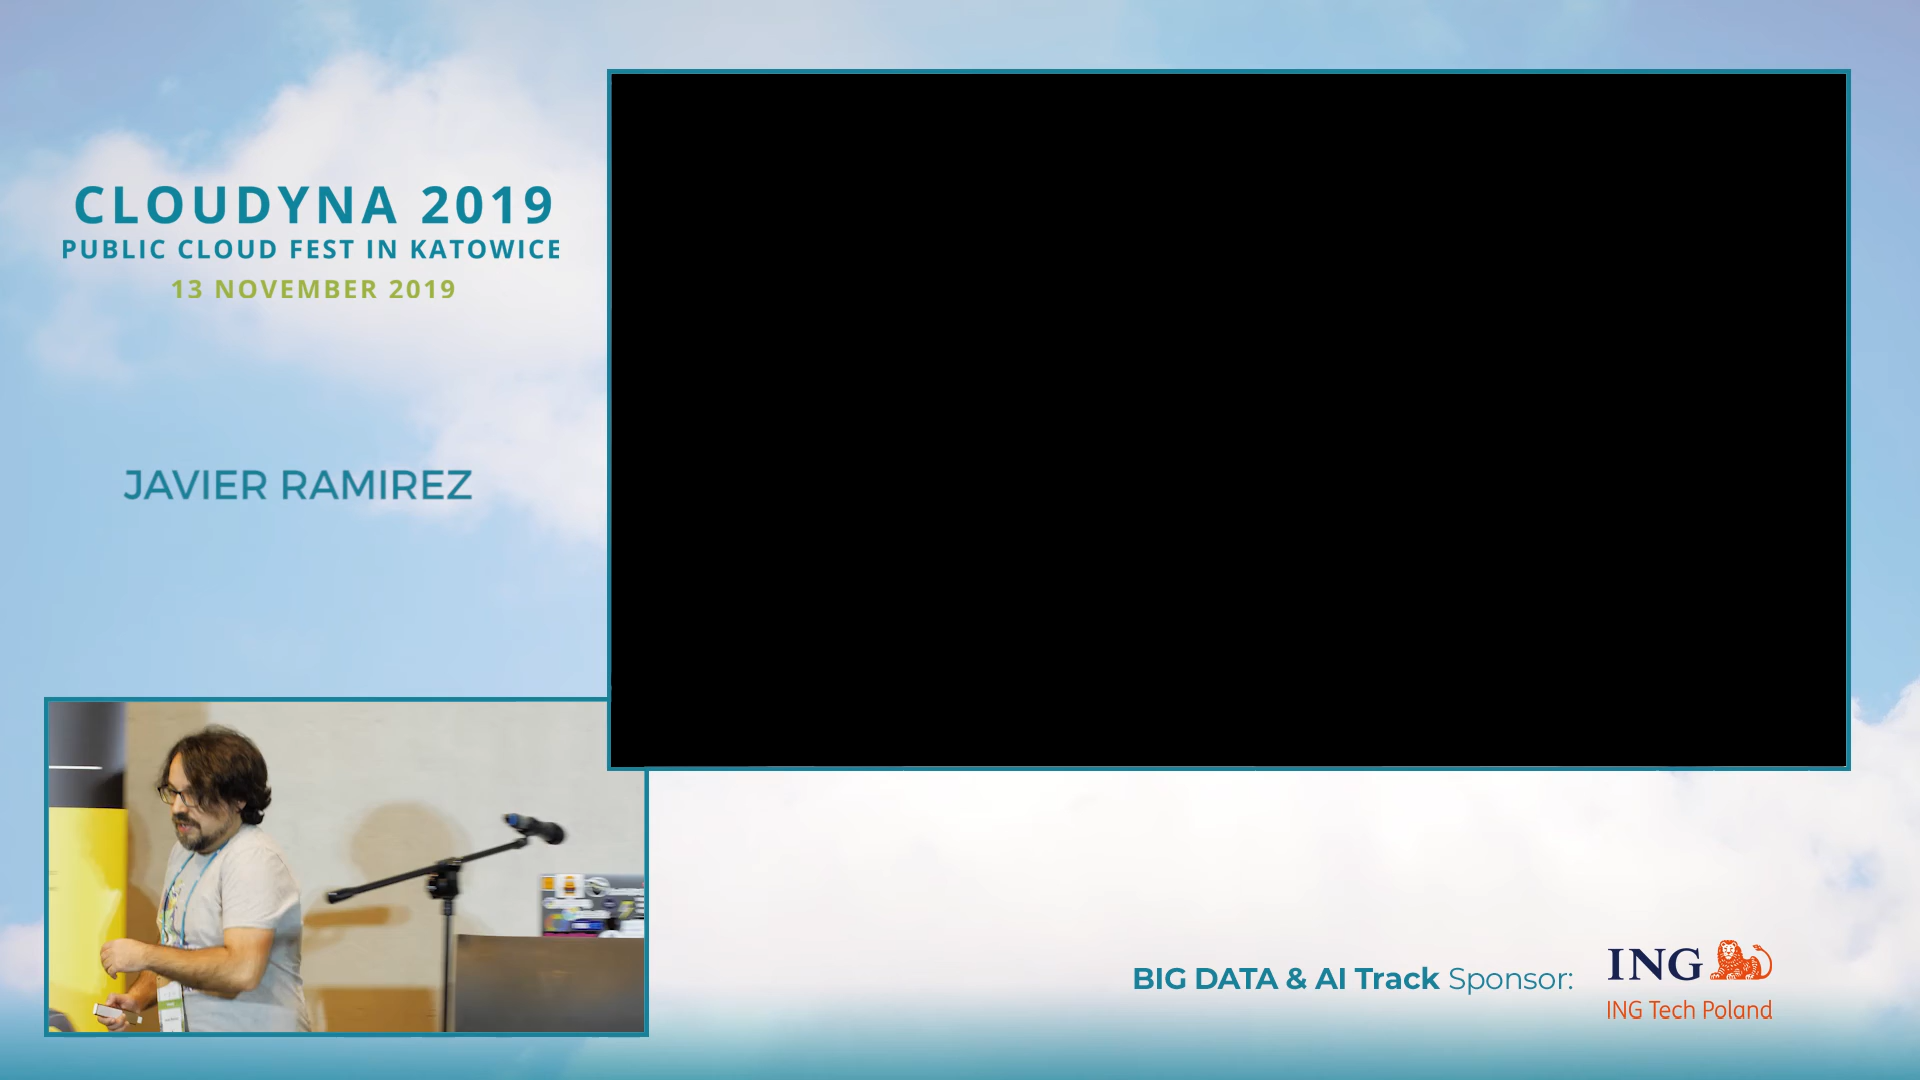 CLOUDYNA 2019
PUBLIC CLOUD FEST IN KATOWICE
13 NOVEMBER 2019
JAVIER RAMIREZ
BIG DATA & AI Track Sponsor:
ING
ING Tech Poland